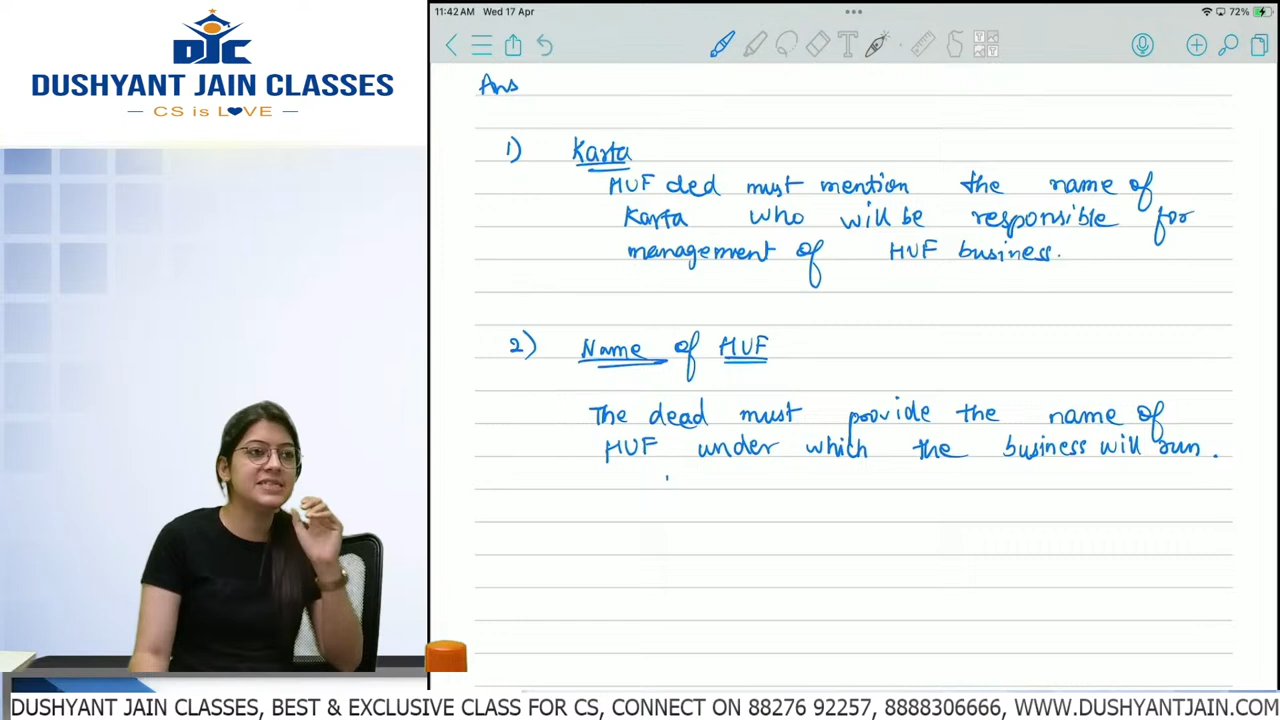 DJC
DUSHYANT JAIN CLASSES
— CS is LOVE —
11:42 AM Wed 17 Apr
72%
Ans
1) Karta
HUF ded must mention the name of
Karta who will be responsible for
management of HUF business.
2) Name of HUF
The dead must provide the name of
HUF under which the business will run.
DUSHYANT JAIN CLASSES, BEST & EXCLUSIVE CLASS FOR CS, CONNECT ON 88276 92257, 8888306666, WWW.DUSHYANTJAIN.COM